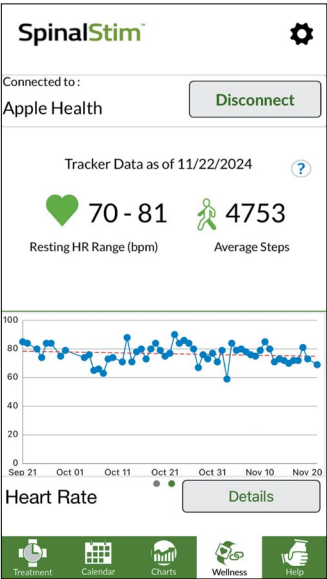 SpinalStim™
Connected to :
Apple Health
Disconnect
Tracker Data as of 11/22/2024
?
70 - 81
4753
Resting HR Range (bpm)
Average Steps
100
80
60
40
20
0
Sep 21 Oct 01 Oct 11 Oct 21 Oct 31 Nov 10 Nov 20
Heart Rate
Details
Treatment Calendar Charts Wellness Help